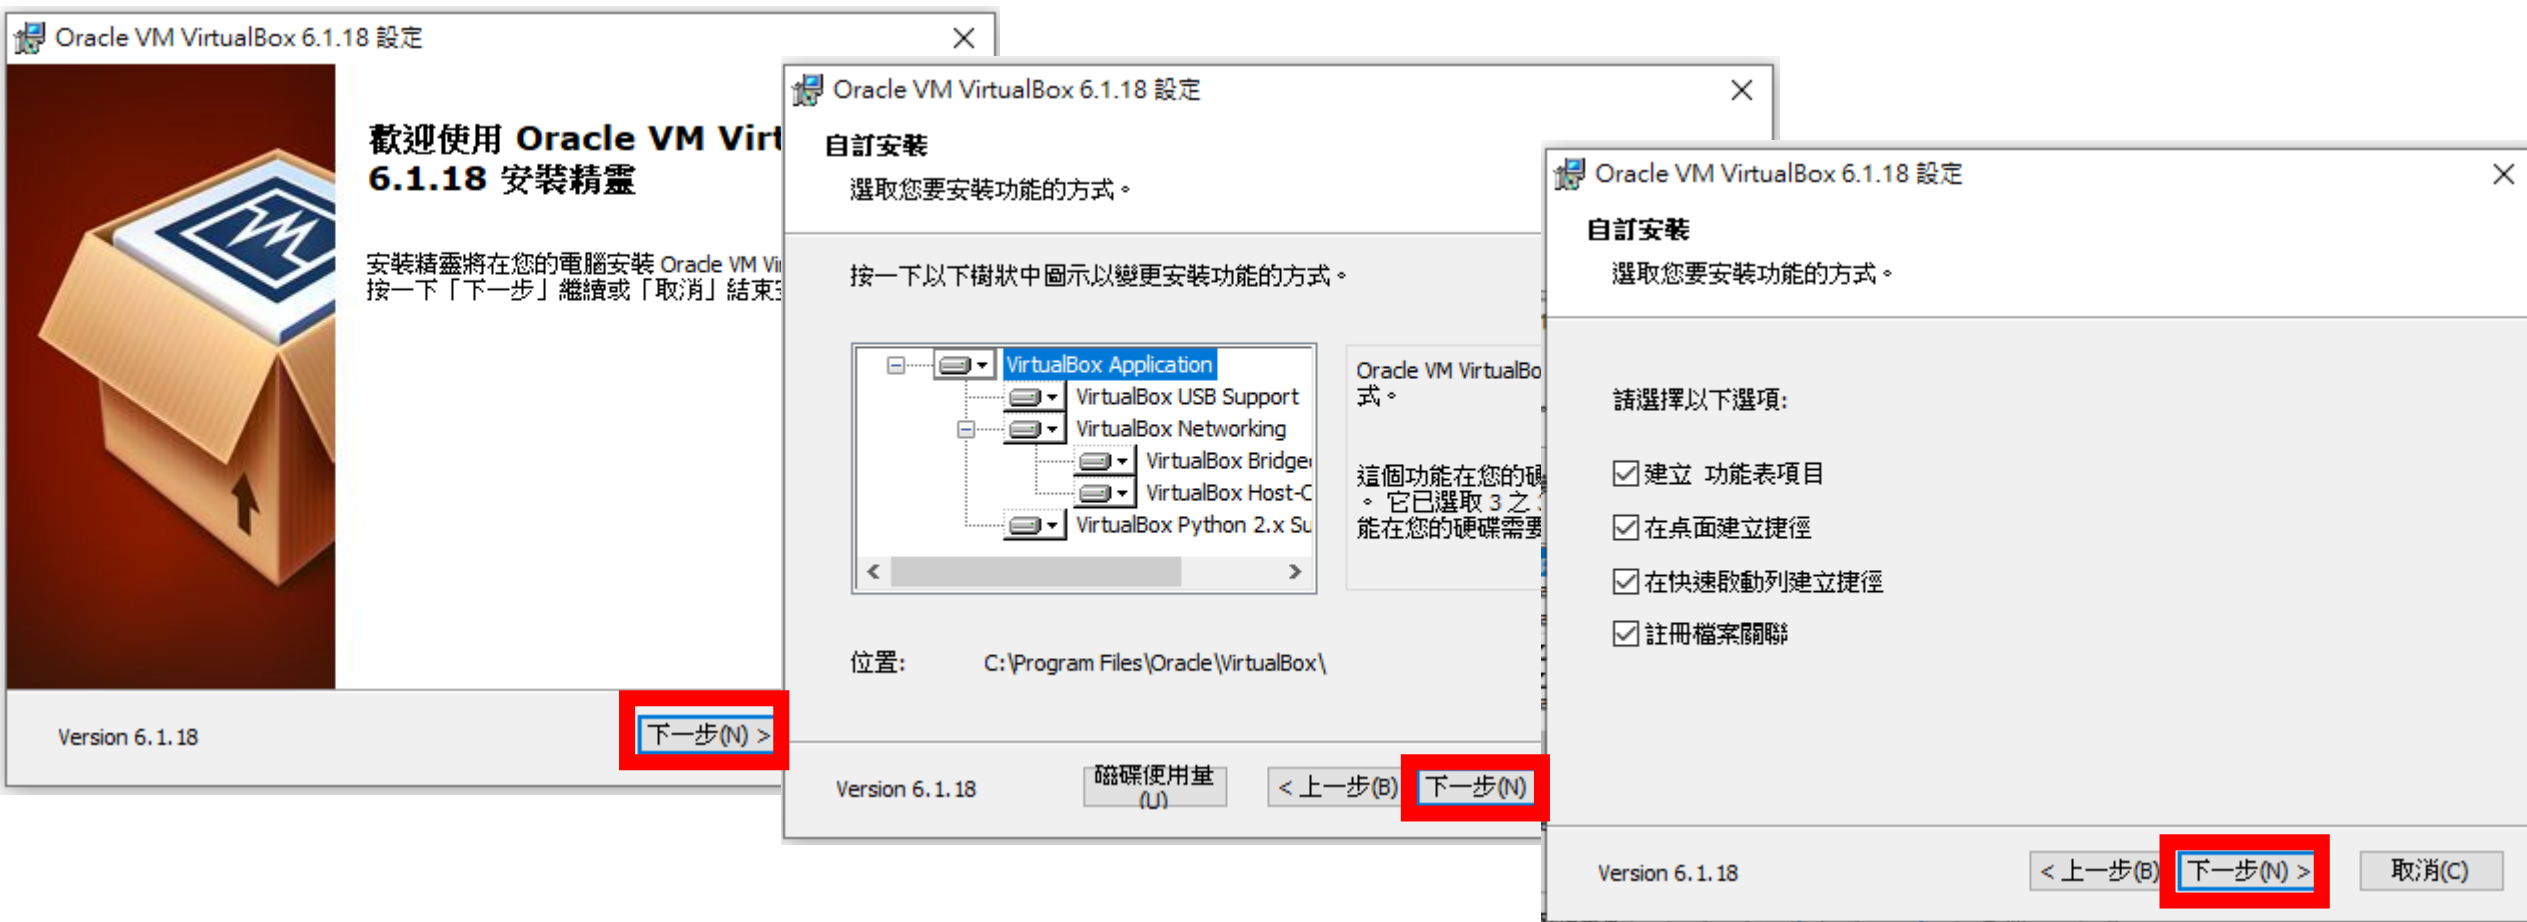 Oracle VM VirtualBox 6.1.18 設定
歡迎使用 Oracle VM Virt
6.1.18 安裝精靈
安裝精靈將在您的電腦安裝 Oracle VM Vi
按一下「下一步」繼續或「取消」結束
Version 6.1.18
下一步(N) >
Oracle VM VirtualBox 6.1.18 設定
自訂安裝
選取您要安裝功能的方式。
按一下以下樹狀中圖示以變更安裝功能的方式。
VirtualBox Application
VirtualBox USB Support
VirtualBox Networking
VirtualBox Bridge
VirtualBox Host-C
VirtualBox Python 2.x Su
Oracle VM VirtualBo
式。
這個功能在您的硬
。 它已選取 3 之
能在您的硬碟需要
位置:
C:\Program Files\Oracle\VirtualBox\
Version 6.1.18
磁碟使用量
(U)
< 上一步(B)
下一步(N)
Oracle VM VirtualBox 6.1.18 設定
自訂安裝
選取您要安裝功能的方式。
請選擇以下選項:
建立 功能表項目
在桌面建立捷徑
在快速啟動列建立捷徑
註冊檔案關聯
Version 6.1.18
< 上一步(B)
下一步(N) >
取消(C)